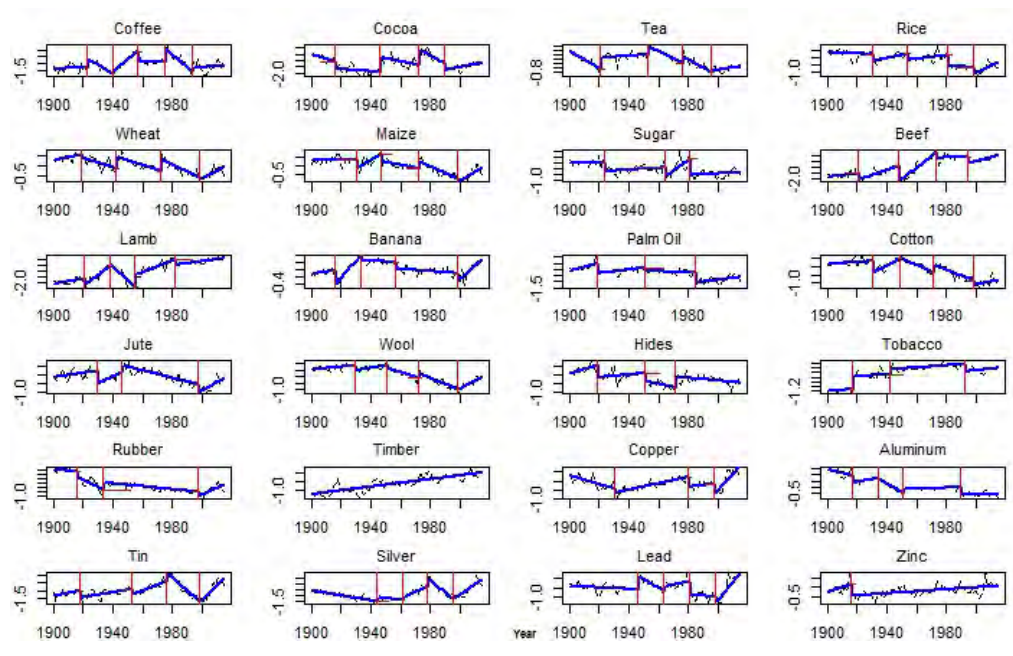 Coffee Cocoa Tea Rice
-1.5 -2.0 -0.8 -1.0
1900 1940 1980 1900 1940 1980 1900 1940 1980 1900 1940 1980
Wheat Maize Sugar Beef
-0.5 -0.5 -1.0 -2.0
1900 1940 1980 1900 1940 1980 1900 1940 1980 1900 1940 1980
Lamb Banana Palm Oil Cotton
-2.0 -0.4 -1.5 -1.0
1900 1940 1980 1900 1940 1980 1900 1940 1980 1900 1940 1980
Jute Wool Hides Tobacco
-1.0 -1.0 -1.0 -1.2
1900 1940 1980 1900 1940 1980 1900 1940 1980 1900 1940 1980
Rubber Timber Copper Aluminum
-1.0 -1.0 -1.0 -0.5
1900 1940 1980 1900 1940 1980 1900 1940 1980 1900 1940 1980
Tin Silver Lead Zinc
-1.5 -1.5 -1.0 -0.5
1900 1940 1980 1900 1940 1980 Year 1900 1940 1980 1900 1940 1980